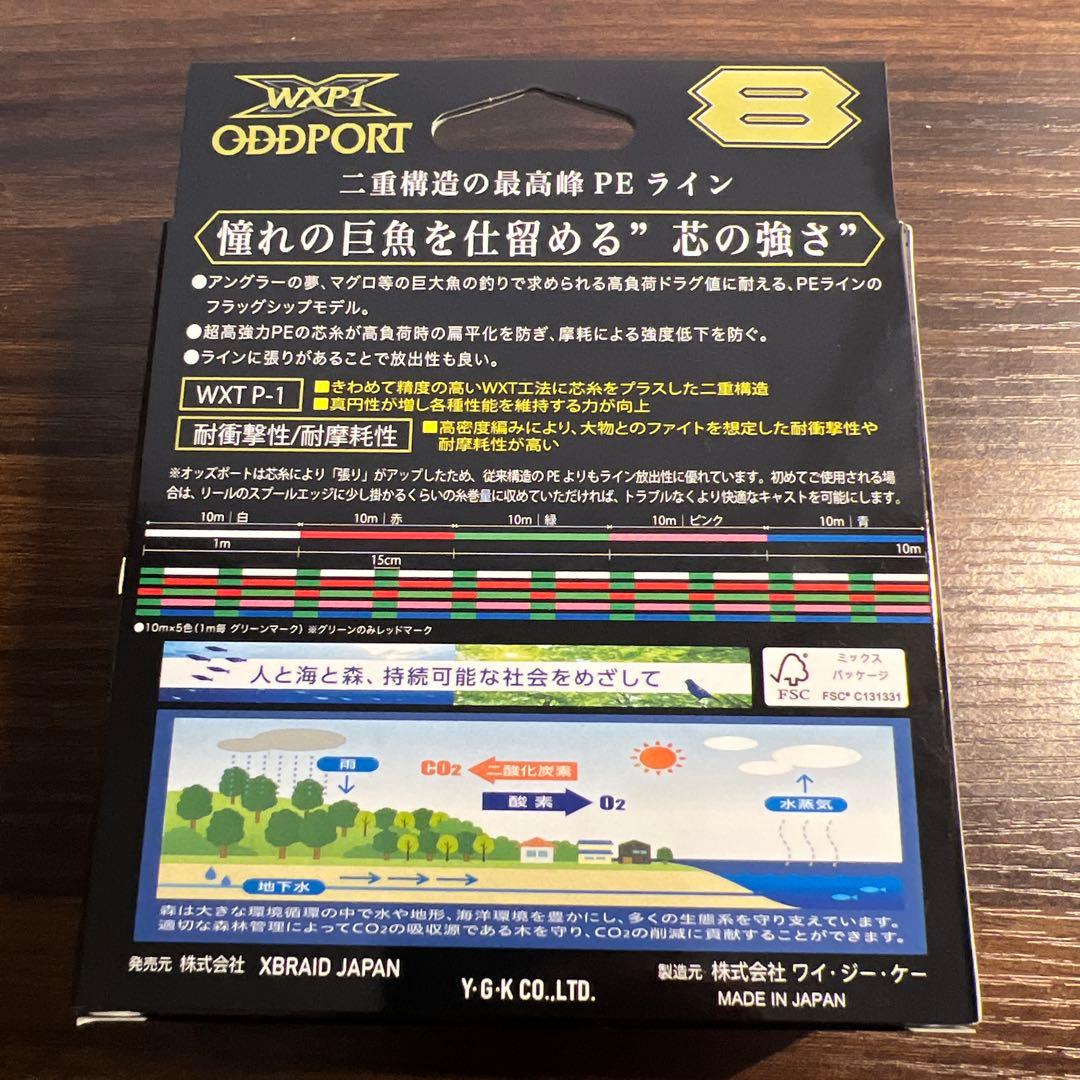 WXP1
ODDPORT
8
二重構造の最高峰 PE ライン
憧れの巨魚を仕留める” 芯の強さ”
●アングラーの夢、マグロ等の巨大魚の釣りで求められる高負荷ドラグ値に耐える、PEラインの
フラッグシップモデル。
●超高強力PEの芯糸が高負荷時の扁平化を防ぎ、摩耗による強度低下を防ぐ。
●ラインに張りがあることで放出性も良い。
WXT P-1
■きわめて精度の高いWXT工法に芯糸をプラスした二重構造
■真円性が増し各種性能を維持する力が向上
耐衝撃性/耐摩耗性
■高密度編みにより、大物とのファイトを想定した耐衝撃性や
耐摩耗性が高い
※オッズポートは芯糸により「張り」がアップしたため、従来構造の PE よりもライン放出性に優れています。初めてご使用される場
合は、リールのスプールエッジに少し掛かるくらいの糸巻量に収めていただければ、トラブルなくより快適なキャストを可能にします。
10m | 白 10m | 赤 10m | 緑 10m | ピンク 10m | 青
1m 10m
15cm
●10m×5色(1m毎 グリーンマーク) ※グリーンのみレッドマーク
人と海と森、持続可能な社会をめざして
FSC
ミックス
パッケージ
FSC® C131331
雨
CO2 二酸化炭素
酸素 O2
水蒸気
地下水
森は大きな環境循環の中で水や地形、海洋環境を豊かにし、多くの生態系を守り支えています。
適切な森林管理によってCO2の吸収源である木を守り、CO2の削減に貢献することができます。
発売元 株式会社 XBRAID JAPAN
Y・G・K CO.,LTD.
製造元 株式会社 ワイ・ジー・ケー
MADE IN JAPAN